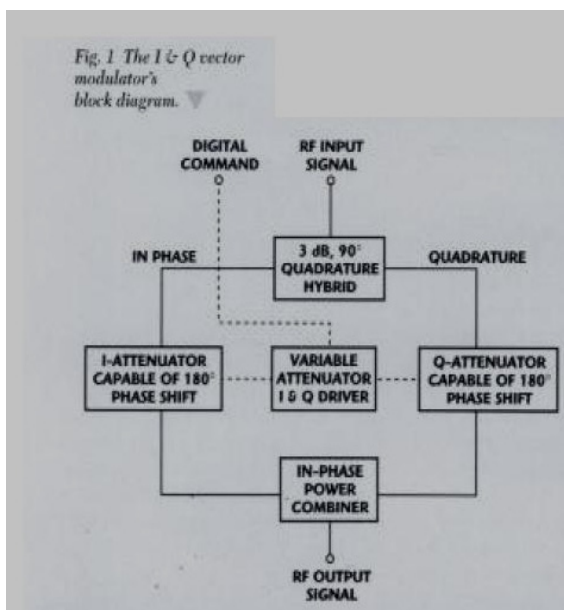 Fig. 1 The I & Q vector
modulator's
block diagram.
DIGITAL
COMMAND
RF INPUT
SIGNAL
IN PHASE
3 dB, 90°
QUADRATURE
HYBRID
QUADRATURE
I-ATTENUATOR
CAPABLE OF 180°
PHASE SHIFT
VARIABLE
ATTENUATOR
I & Q DRIVER
Q-ATTENUATOR
CAPABLE OF 180°
PHASE SHIFT
IN-PHASE
POWER
COMBINER
RF OUTPUT
SIGNAL